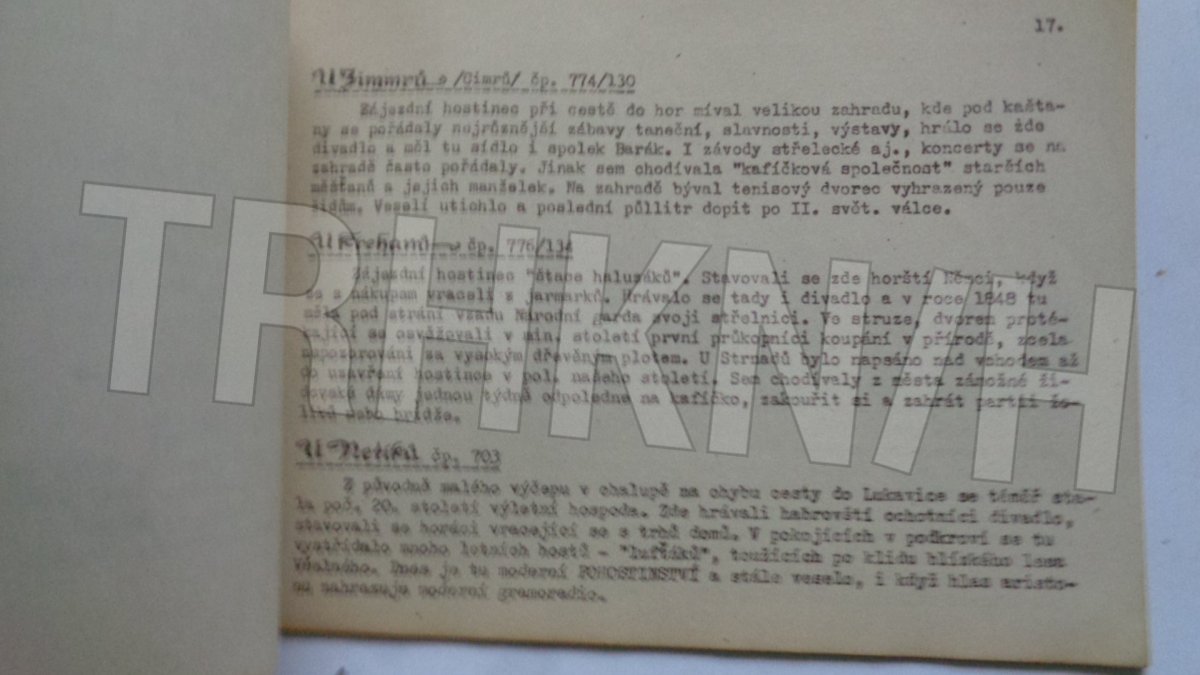 17.
U Zimmrů /Cimrů/ čp. 774/130
Zájezdní hostinec při cestě do hor míval velikou zahradu, kde pod kašta-
ny se pořádaly nejrůznější zábavy taneční, slavnosti, výstavy, hrálo se zde
divadlo a měl tu sídlo i spolek Barák. I závody střelecké aj., koncerty se na
zahradě často pořádaly. Jinak sem chodívala "kafíčková společnost" starších
měšťanů a jejich manželek. Na zahradě býval tenisový dvorec vyhrazený pouze
židům. Veselí utichlo a poslední půllitr dopit po II. svět. válce.
čp. 776/134
Zájezdní hostinec "štace halušáků". Stavovali se zde horští Němci, když
se s nákupem vraceli z jarmarků. Hrávalo se tady i divadlo a v roce 1848 tu
měla pod strání vzadu Národní garda svoji střelnici. Ve struze, dvorem proté-
kající se osvěžovali v min. století první průkopníci koupání v přírodě, zcela
nepozorováni za vysokým dřevěným plotem. U Strnadů bylo napsáno nad vchodem až
do uzavření hostince v pol. našeho století. Sem chodívaly z města zámožné ži-
dovské dámy jednou týdně odpoledne na kafíčko, zakouřit si a zahrát partii žo-
líků nebo bridže.
U čp. 703
Z původně malého výčepu v chalupě na ohybu cesty do Lukavice se téměř sta-
la poč. 20. století výletní hospoda. Zde hrávali habrovští ochotníci divadlo,
stavovali se horáci vracející se s trhů domů. V pokojících v podkroví se tu
vystřídalo mnoho letních hostů - "lufťáků", toužících po klidu blízkého lesa
Včelného. Dnes je tu moderní POHOSTINSTVÍ a stále veselo, i když hlas aristo-
nu nahrazuje moderní gramoradio.
TRHKNIH